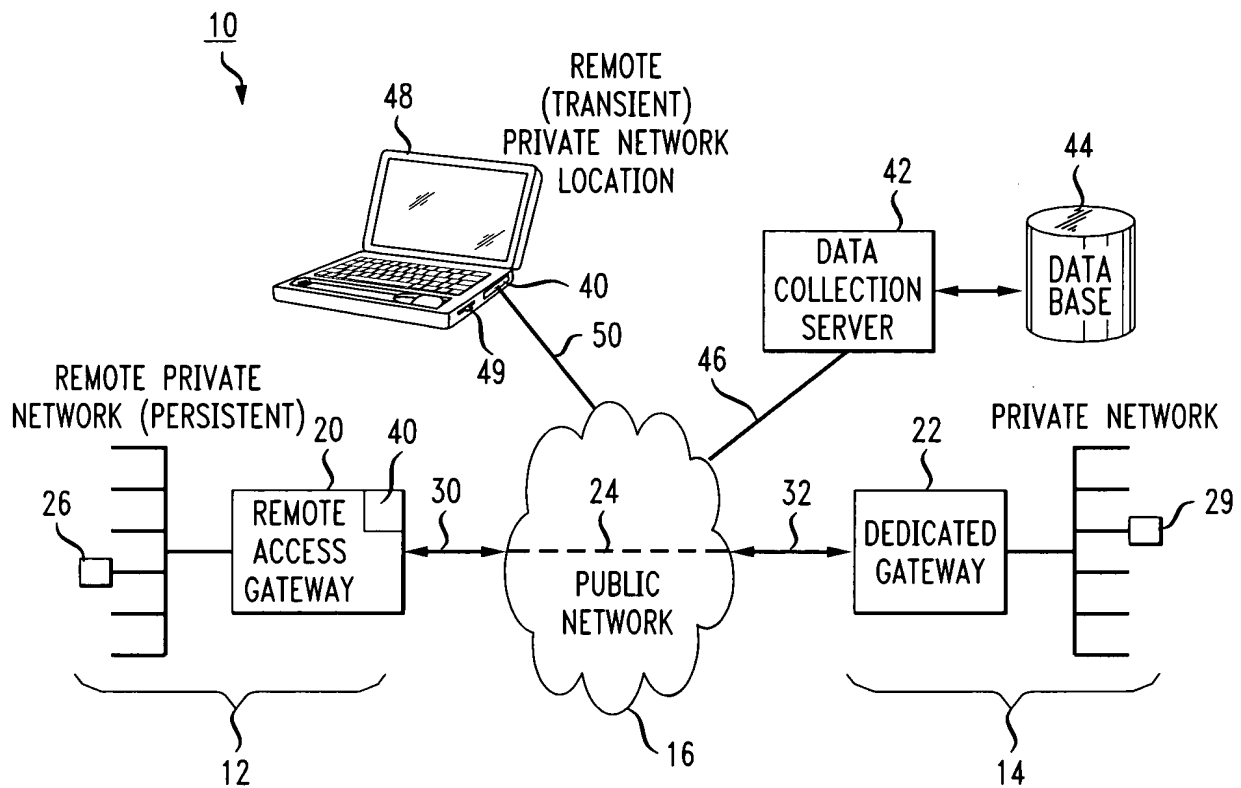 10
REMOTE
(TRANSIENT)
PRIVATE NETWORK
LOCATION
48
42
44
DATA
COLLECTION
SERVER
DATA
BASE
40
49
50
46
REMOTE PRIVATE
NETWORK (PERSISTENT)
PRIVATE NETWORK
20
40
30
24
32
22
26
29
REMOTE
ACCESS
GATEWAY
PUBLIC
NETWORK
DEDICATED
GATEWAY
12
16
14